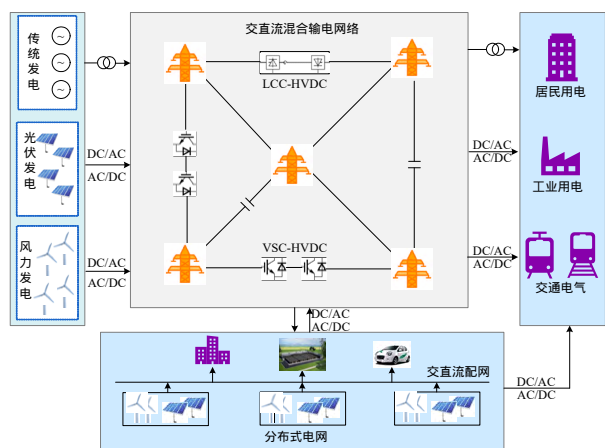 传统发电
光伏发电
风力发电
DC/AC
AC/DC
DC/AC
AC/DC
交直流混合输电网络
LCC-HVDC
VSC-HVDC
DC/AC
AC/DC
DC/AC
AC/DC
居民用电
工业用电
交通电气
DC/AC
AC/DC
交直流配网
分布式电网
DC/AC
AC/DC